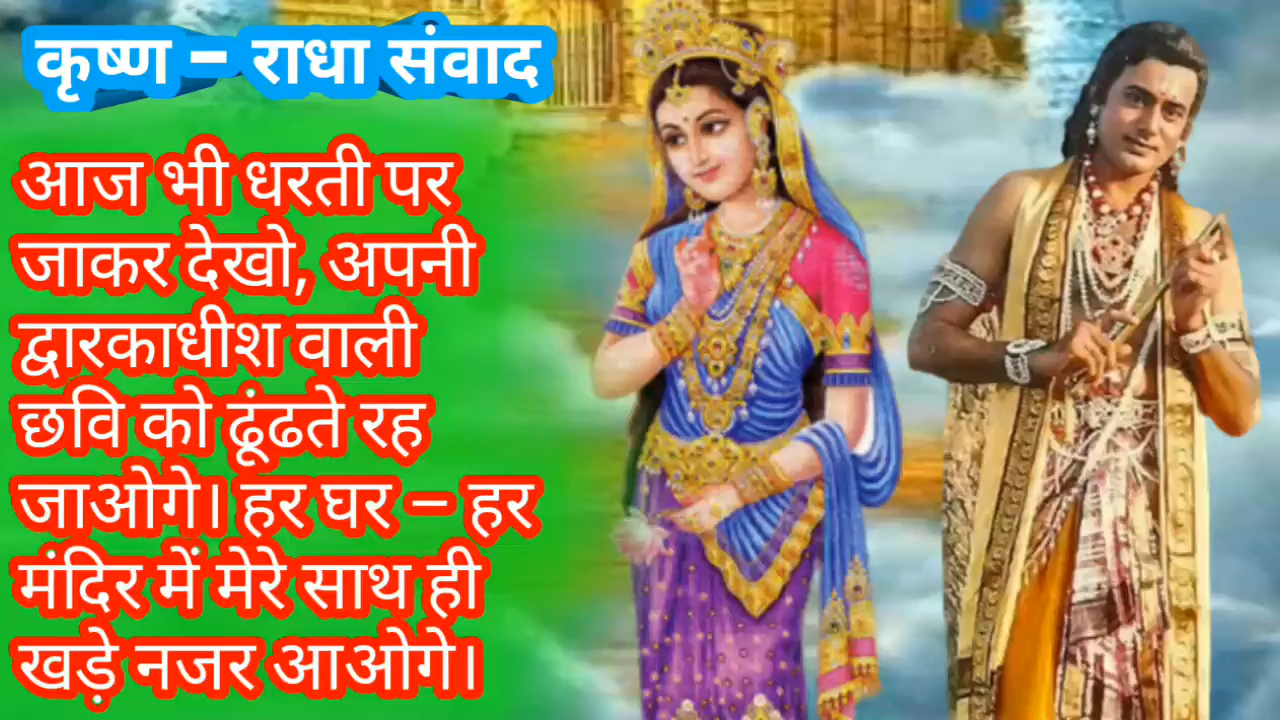 कृष्ण - राधा संवाद
आज भी धरती पर
जाकर देखो, अपनी
द्वारकाधीश वाली
छवि को ढूंढते रह
जाओगे। हर घर – हर
मंदिर में मेरे साथ ही
खड़े नजर आओगे।